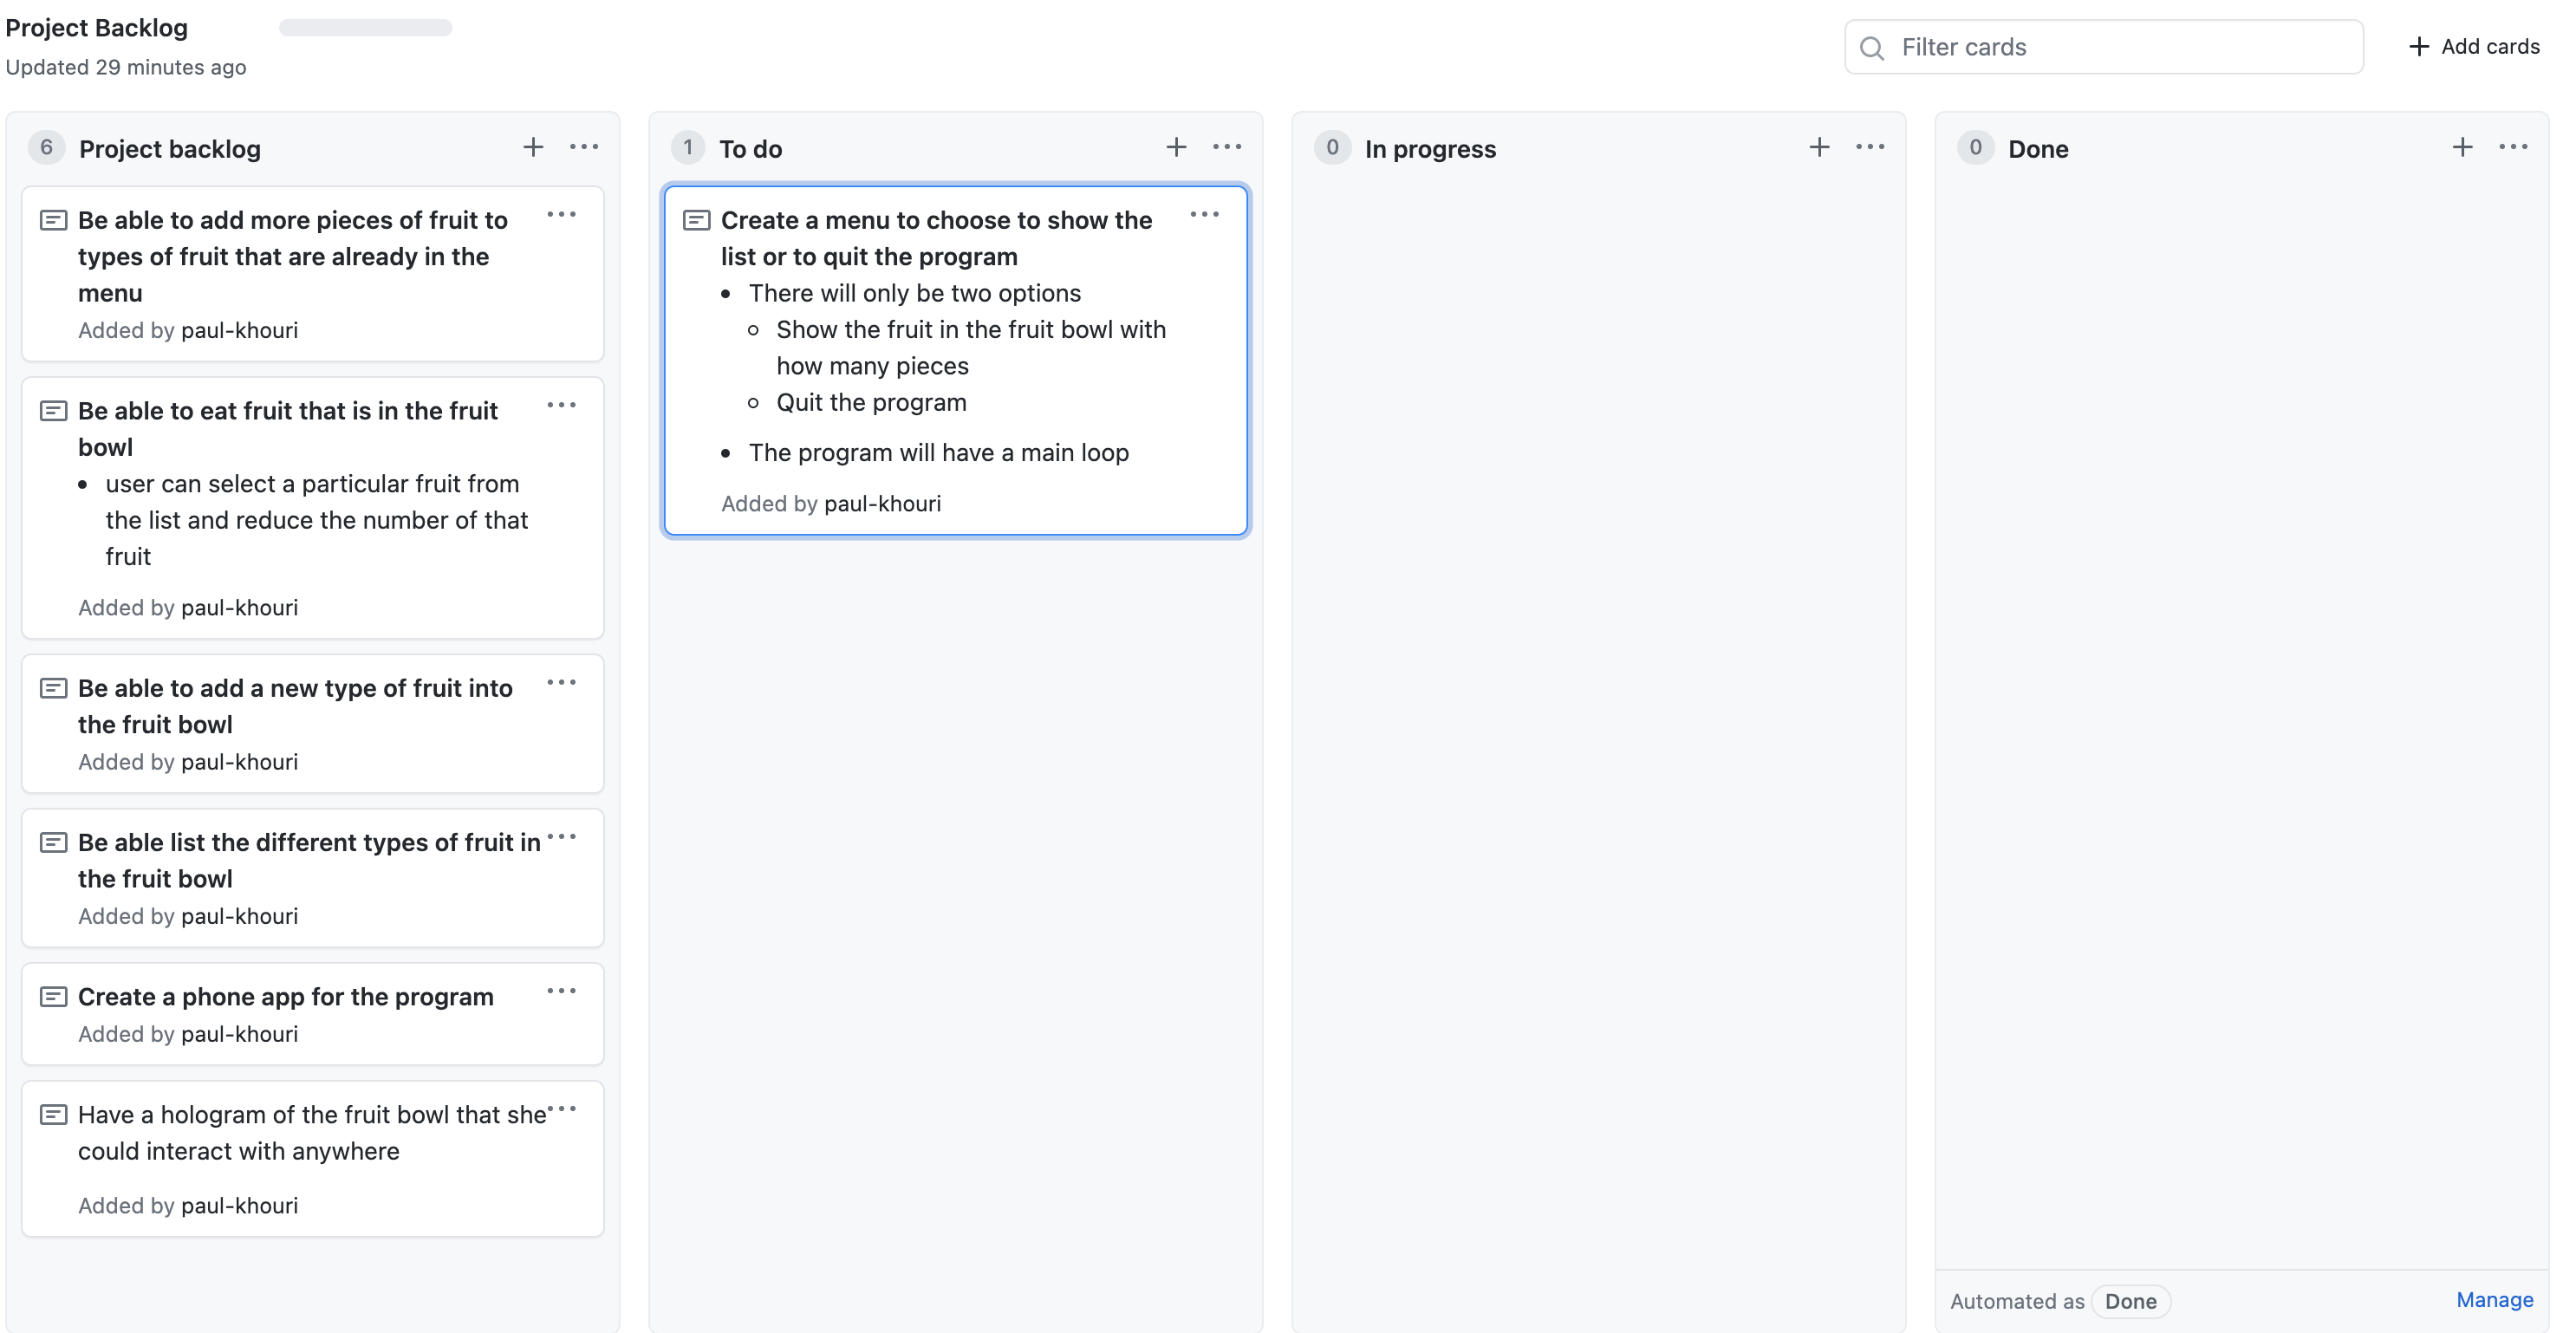 Project Backlog
Updated 29 minutes ago
Filter cards
Add cards
6 Project backlog
Be able to add more pieces of fruit to
types of fruit that are already in the
menu
Added by paul-khouri
Be able to eat fruit that is in the fruit
bowl
• user can select a particular fruit from
the list and reduce the number of that
fruit
Added by paul-khouri
Be able to add a new type of fruit into
the fruit bowl
Added by paul-khouri
Be able list the different types of fruit in
the fruit bowl
Added by paul-khouri
Create a phone app for the program
Added by paul-khouri
Have a hologram of the fruit bowl that she
could interact with anywhere
Added by paul-khouri
1 To do
Create a menu to choose to show the
list or to quit the program
• There will only be two options
○ Show the fruit in the fruit bowl with
how many pieces
○ Quit the program
• The program will have a main loop
Added by paul-khouri
0 In progress
0 Done
Automated as Done
Manage